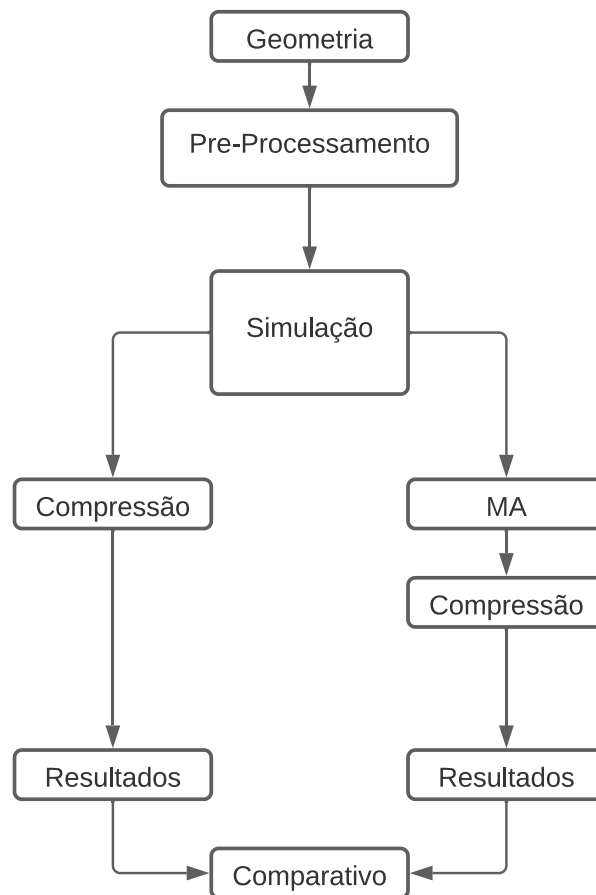 Geometria
Pre-Processamento
Simulação
Compressão
MA
Compressão
Resultados
Resultados
Comparativo